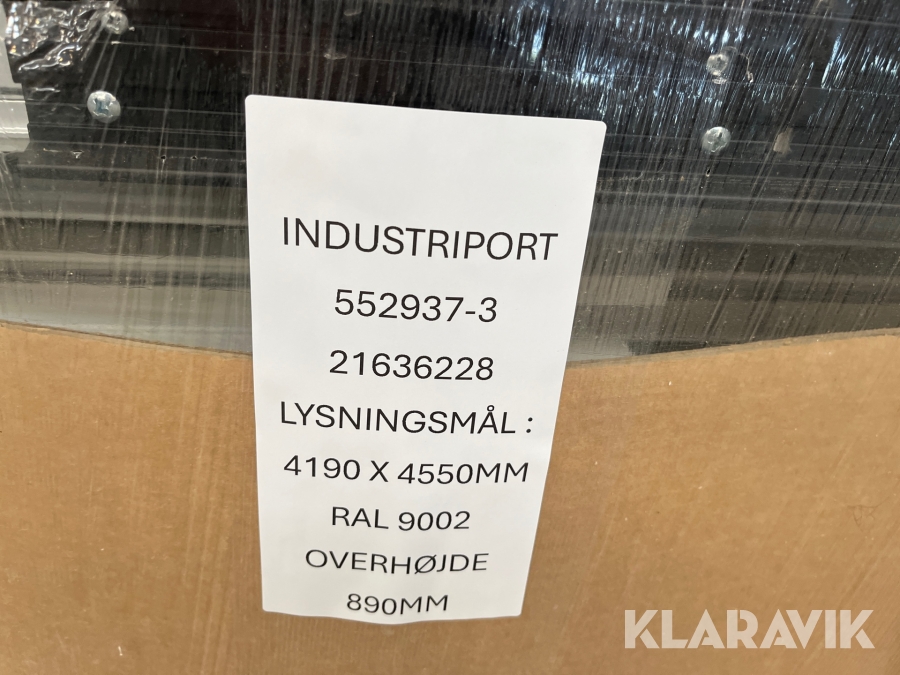 INDUSTRIPORT
552937-3
21636228
LYSNINGSMÅL :
4190 X 4550MM
RAL 9002
OVERHØJDE
890MM
KLARAVIK